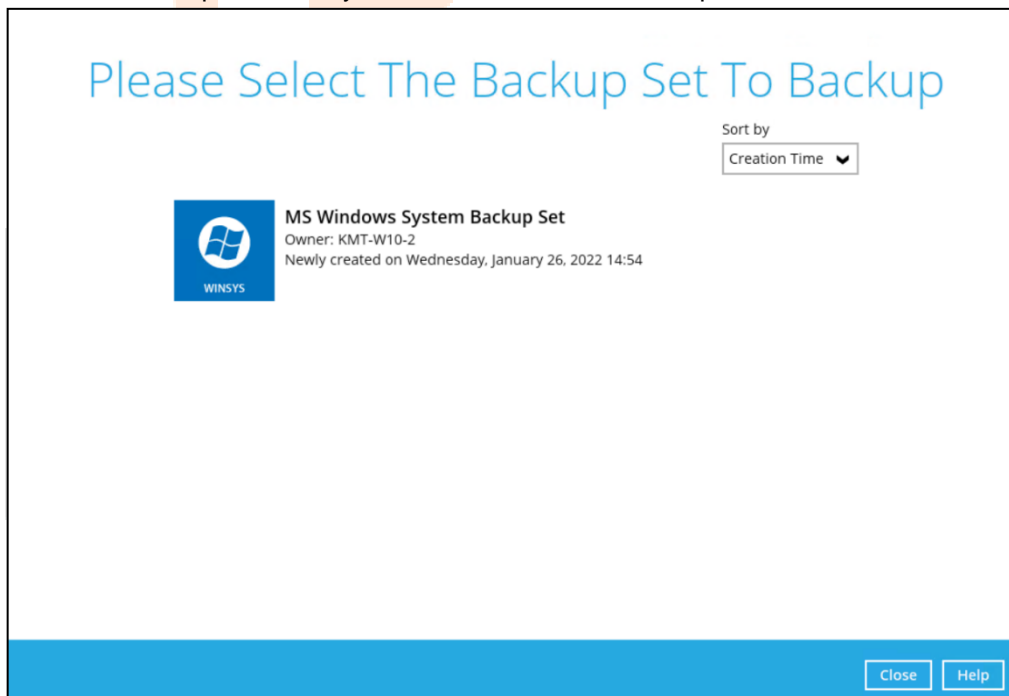 Please Select The Backup Set To Backup
Sort by
Creation Time
MS Windows System Backup Set
Owner: KMT-W10-2
Newly created on Wednesday, January 26, 2022 14:54
WINSYS
Close Help